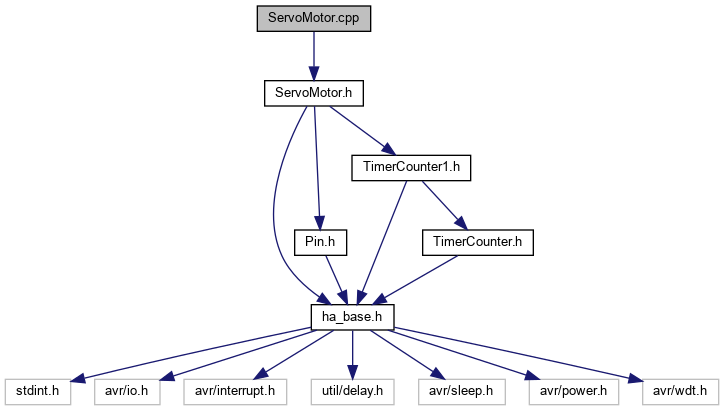 ServoMotor.cpp
ServoMotor.h
TimerCounter1.h
Pin.h
TimerCounter.h
ha_base.h
stdint.h
avr/io.h
avr/interrupt.h
util/delay.h
avr/sleep.h
avr/power.h
avr/wdt.h